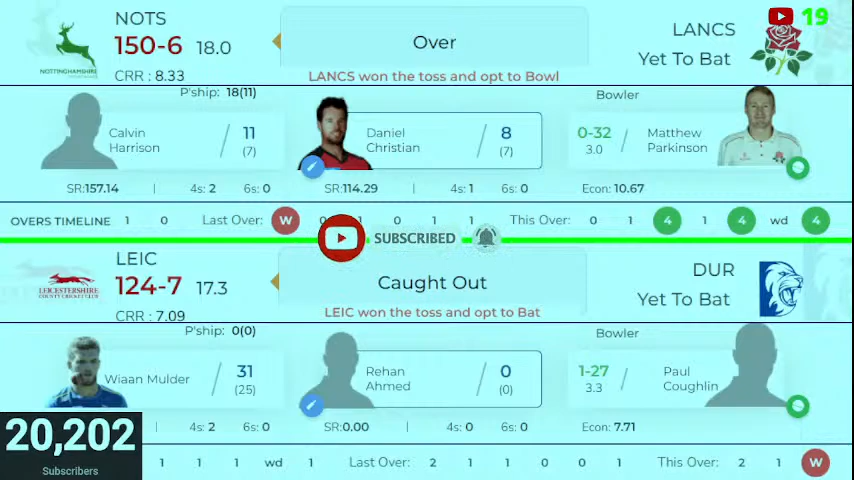 NOTS
150-6 18.0
CRR : 8.33
NOTTINGHAMSHIRE
Over
LANCS won the toss and opt to Bowl
LANCS
Yet To Bat
19
P'ship: 18(11)
Bowler
Calvin Harrison / 11 (7)
Daniel Christian / 8 (7)
0-32 3.0 / Matthew Parkinson
SR:157.14 | 4s: 2 6s: 0
SR:114.29 | 4s: 1 6s: 0
Econ: 10.67
OVERS TIMELINE 1 0 Last Over: W 0 1 0 1 1 This Over: 0 1 4 1 4 wd 4
SUBSCRIBED
LEIC
124-7 17.3
CRR : 7.09
LEICESTERSHIRE
COUNTY CRICKET CLUB
Caught Out
LEIC won the toss and opt to Bat
DUR
Yet To Bat
P'ship: 0(0)
Bowler
Wiaan Mulder / 31 (25)
Rehan Ahmed / 0 (0)
1-27 3.3 / Paul Coughlin
| 4s: 2 6s: 0
SR:0.00 | 4s: 0 6s: 0
Econ: 7.71
20,202
Subscribers
1 1 1 wd 1 Last Over: 2 1 1 0 0 1 This Over: 2 1 W